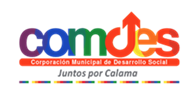 comdes
Corporación Municipal de Desarrollo Social
Juntos por Calama